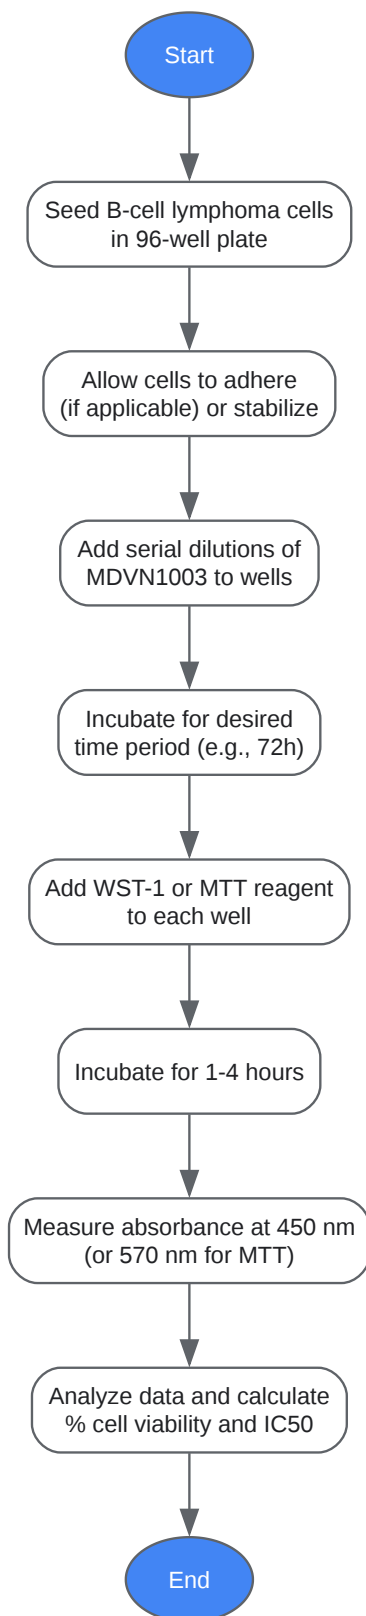 Start
Seed B-cell lymphoma cells
in 96-well plate
Allow cells to adhere
(if applicable) or stabilize
Add serial dilutions of
MDVN1003 to wells
Incubate for desired
time period (e.g., 72h)
Add WST-1 or MTT reagent
to each well
Incubate for 1-4 hours
Measure absorbance at 450 nm
(or 570 nm for MTT)
Analyze data and calculate
% cell viability and IC50
End